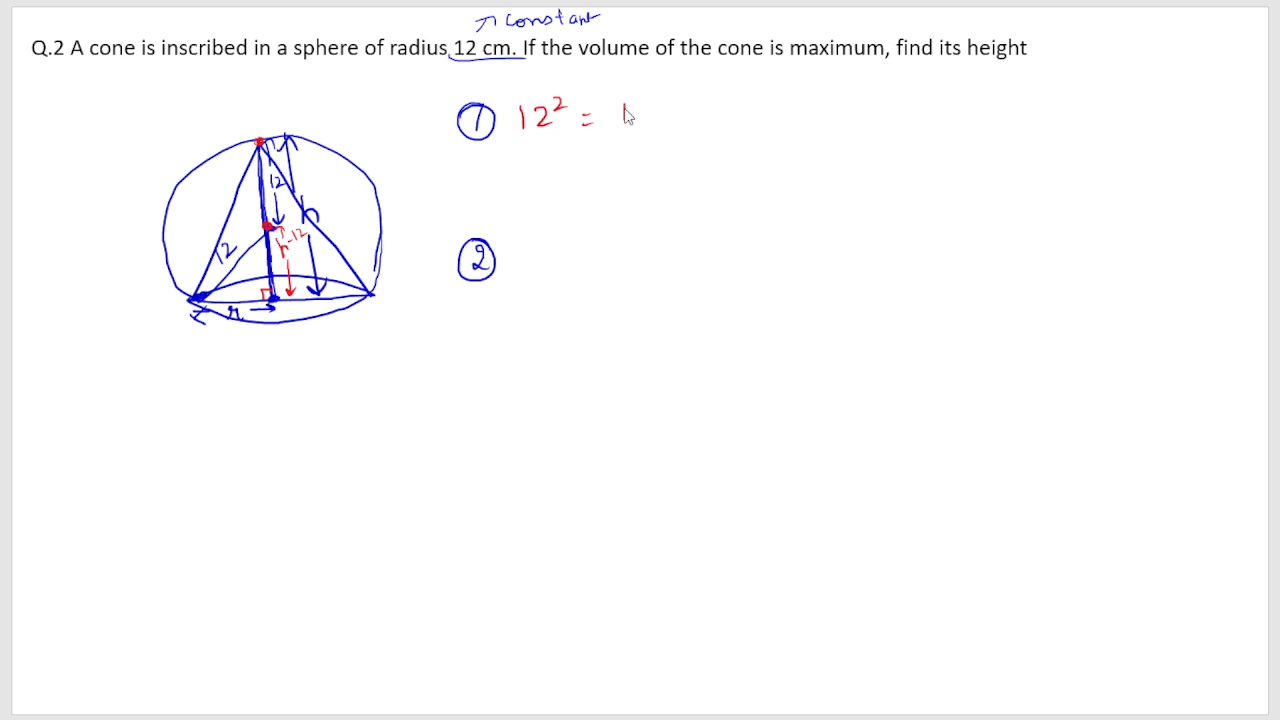 ↗ constant
Q.2 A cone is inscribed in a sphere of radius 12 cm. If the volume of the cone is maximum, find its height
① 12² =
12
h
12
h-12
r
②